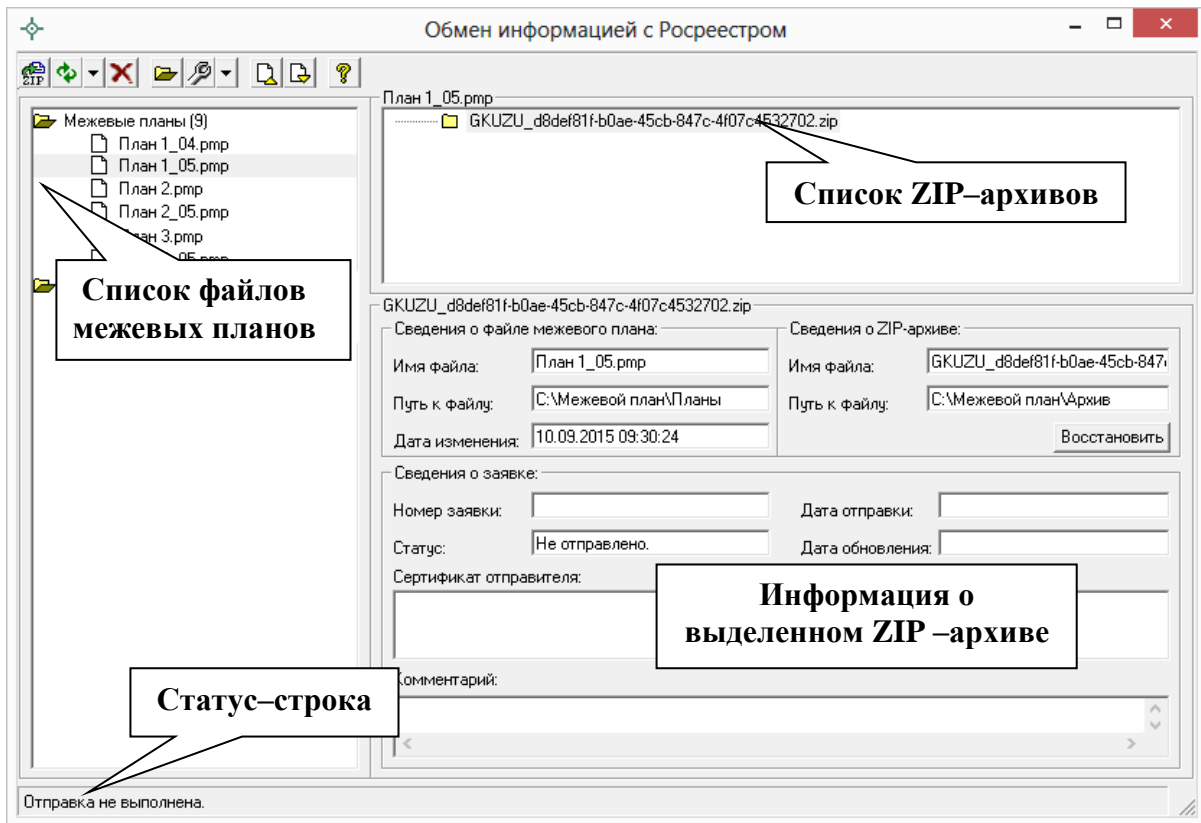 Обмен информацией с Росреестром
ZIP
Межевые планы (9)
План 1_04.pmp
План 1_05.pmp
План 2.pmp
План 2_05.pmp
План 3.pmp
Список файлов
межевых планов
План 1_05.pmp
GKUZU_d8def81f-b0ae-45cb-847c-4f07c4532702.zip
Список ZIP–архивов
GKUZU_d8def81f-b0ae-45cb-847c-4f07c4532702.zip
Сведения о файле межевого плана:
Имя файла: План 1_05.pmp
Путь к файлу: C:\Межевой план\Планы
Дата изменения: 10.09.2015 09:30:24
Сведения о ZIP-архиве:
Имя файла: GKUZU_d8def81f-b0ae-45cb-847
Путь к файлу: C:\Межевой план\Архив
Восстановить
Сведения о заявке:
Номер заявки:
Дата отправки:
Статус: Не отправлено.
Дата обновления:
Сертификат отправителя:
Информация о
выделенном ZIP –архиве
Комментарий:
Статус–строка
Отправка не выполнена.